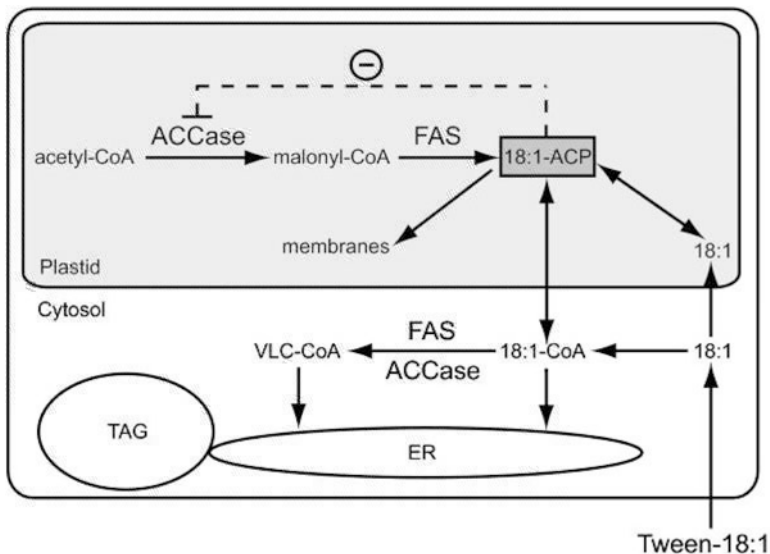 −
ACCase
FAS
acetyl-CoA
malonyl-CoA
18:1-ACP
membranes
18:1
Plastid
Cytosol
FAS
VLC-CoA
18:1-CoA
18:1
ACCase
TAG
ER
Tween-18:1